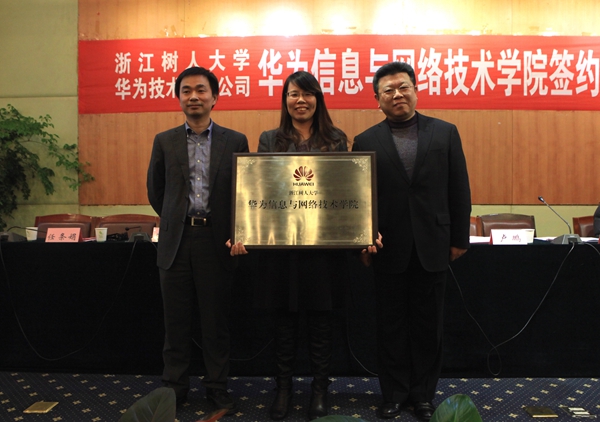 浙江树人大学
华为技术
公司
华为信息与网络技术学院签约
HUAWEI
浙江树人大学
华为信息与网络技术学院